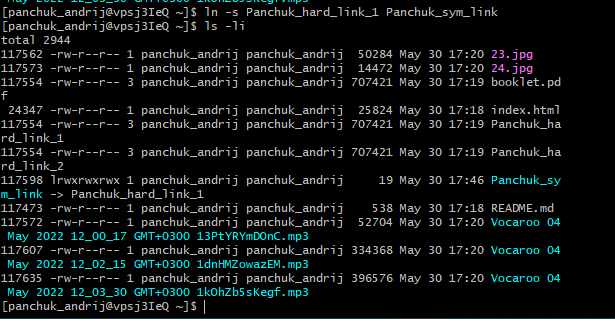 [panchuk_andrij@vpsj3IeQ ~]$ ln -s Panchuk_hard_link_1 Panchuk_sym_link
[panchuk_andrij@vpsj3IeQ ~]$ ls -li
total 2944
117562 -rw-r--r-- 1 panchuk_andrij panchuk_andrij  50284 May 30 17:20 23.jpg
117573 -rw-r--r-- 1 panchuk_andrij panchuk_andrij  14472 May 30 17:20 24.jpg
117554 -rw-r--r-- 3 panchuk_andrij panchuk_andrij 707421 May 30 17:19 booklet.pd
f
 24347 -rw-r--r-- 1 panchuk_andrij panchuk_andrij  25824 May 30 17:18 index.html
117554 -rw-r--r-- 3 panchuk_andrij panchuk_andrij 707421 May 30 17:19 Panchuk_ha
rd_link_1
117554 -rw-r--r-- 3 panchuk_andrij panchuk_andrij 707421 May 30 17:19 Panchuk_ha
rd_link_2
117598 lrwxrwxrwx 1 panchuk_andrij panchuk_andrij     19 May 30 17:46 Panchuk_sy
m_link -> Panchuk_hard_link_1
117473 -rw-r--r-- 1 panchuk_andrij panchuk_andrij    538 May 30 17:18 README.md
117572 -rw-r--r-- 1 panchuk_andrij panchuk_andrij  52704 May 30 17:20 Vocaroo 04
 May 2022 12_00_17 GMT+0300 13PtYRYmDOnC.mp3
117607 -rw-r--r-- 1 panchuk_andrij panchuk_andrij 334368 May 30 17:20 Vocaroo 04
 May 2022 12_02_15 GMT+0300 1dnHMZowazEM.mp3
117635 -rw-r--r-- 1 panchuk_andrij panchuk_andrij 396576 May 30 17:20 Vocaroo 04
 May 2022 12_03_30 GMT+0300 1kOhZb5sKegf.mp3
[panchuk_andrij@vpsj3IeQ ~]$